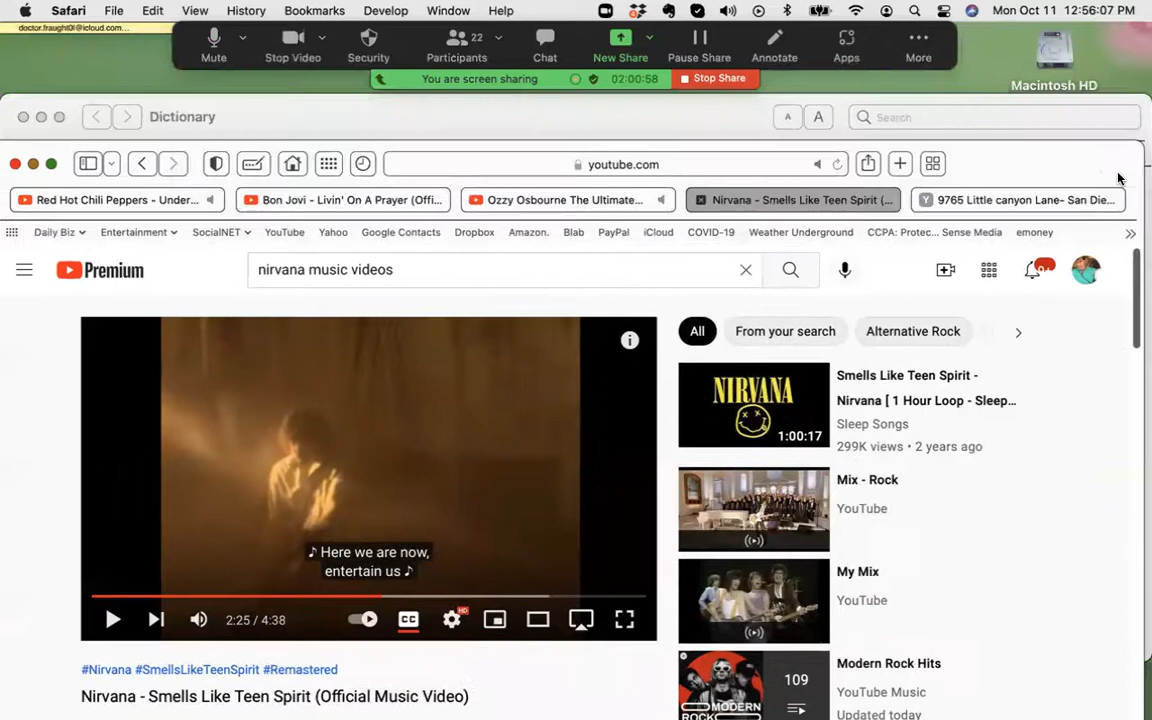 Safari File Edit View History Bookmarks Develop Window Help Mon Oct 11 12:56:07 PM
doctor.fraught0l@icloud.com...
Mute Stop Video Security Participants 22 Chat New Share Pause Share Annotate Apps More
You are screen sharing 02:00:58 Stop Share
Macintosh HD
Dictionary A A Search
youtube.com
Red Hot Chili Peppers - Under...
Bon Jovi - Livin' On A Prayer (Offi...
Ozzy Osbourne The Ultimate...
Nirvana - Smells Like Teen Spirit (...
Y 9765 Little canyon Lane- San Die...
Daily Biz Entertainment SocialNET YouTube Yahoo Google Contacts Dropbox Amazon. Blab PayPal iCloud COVID-19 Weather Underground CCPA: Protec... Sense Media emoney
Premium
nirvana music videos
♪ Here we are now,
entertain us ♪
2:25 / 4:38
CC
HD
#Nirvana #SmellsLikeTeenSpirit #Remastered
Nirvana - Smells Like Teen Spirit (Official Music Video)
All From your search Alternative Rock
NIRVANA
1:00:17
Smells Like Teen Spirit -
Nirvana [ 1 Hour Loop - Sleep...
Sleep Songs
299K views • 2 years ago
Mix - Rock
YouTube
My Mix
YouTube
MODERN
ROCK
109
Modern Rock Hits
YouTube Music
Updated today